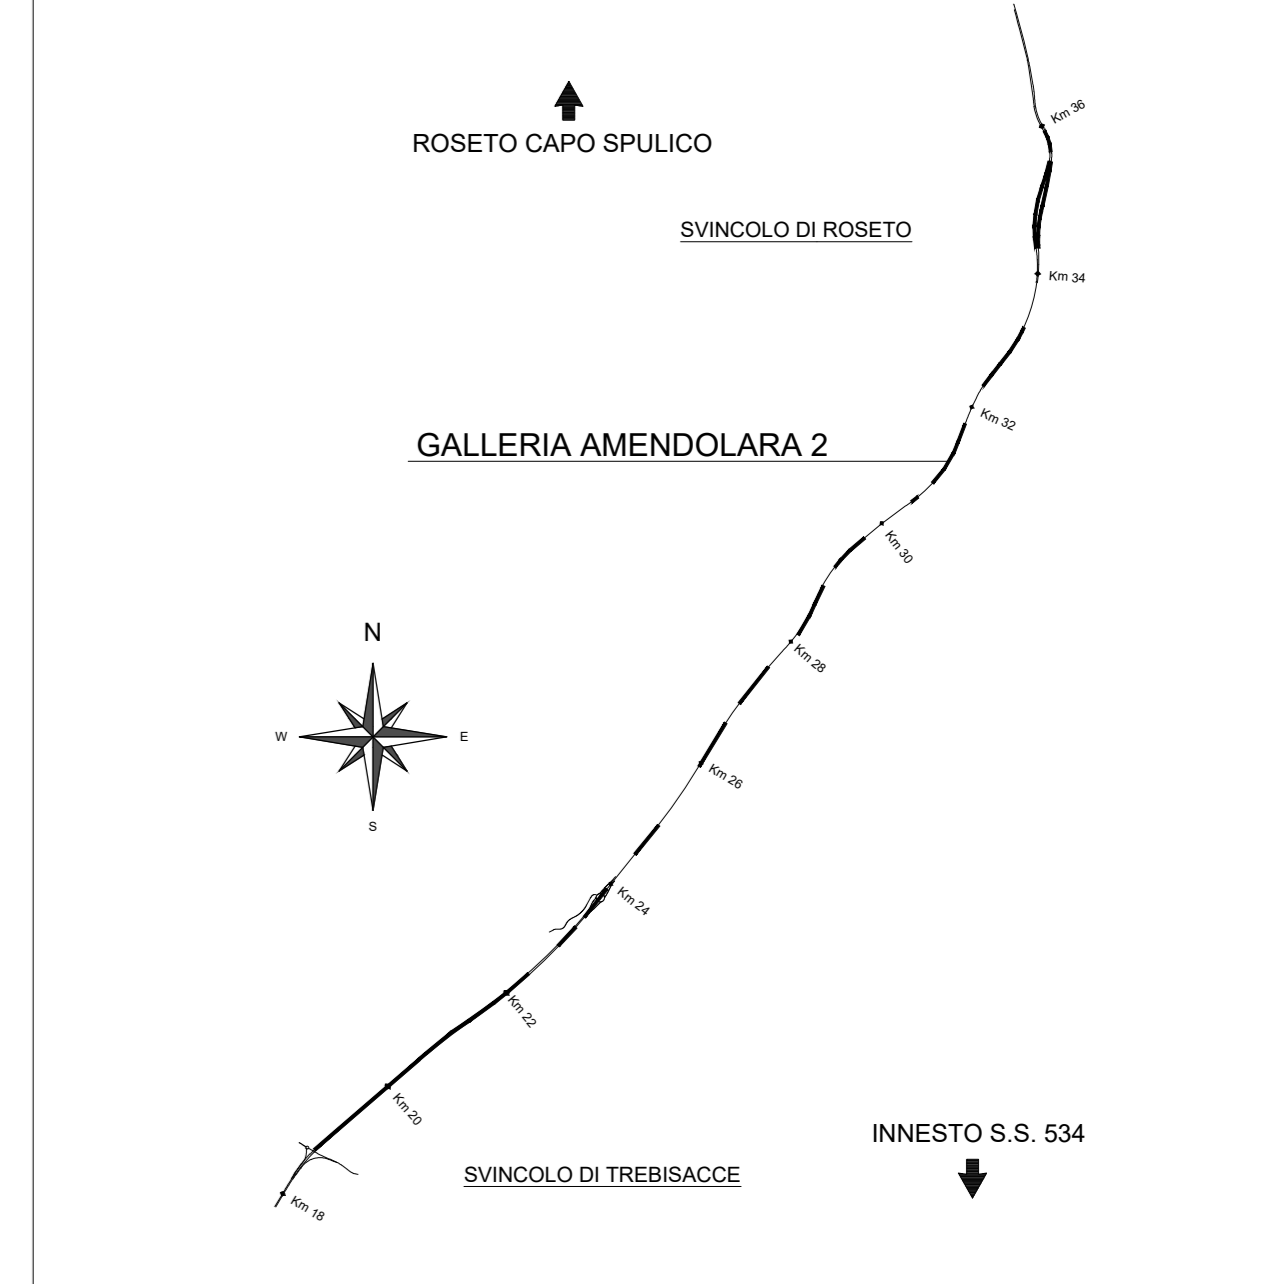 Km 36
ROSETO CAPO SPULICO
SVINCOLO DI ROSETO
Km 34
Km 32
GALLERIA AMENDOLARA 2
Km 30
N
Km 28
W
E
Km 26
S
Km 24
Km 22
Km 20
INNESTO S.S. 534
SVINCOLO DI TREBISACCE
Km 18